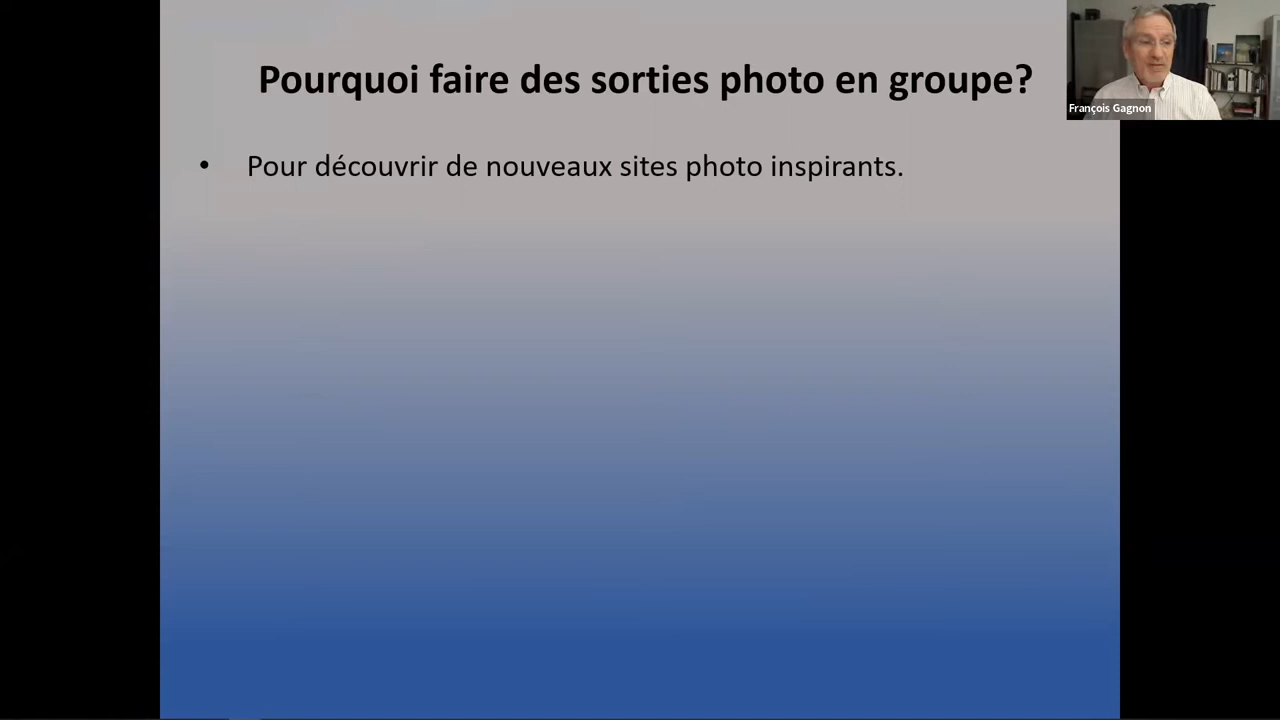 Pourquoi faire des sorties photo en groupe?
François Gagnon
• Pour découvrir de nouveaux sites photo inspirants.